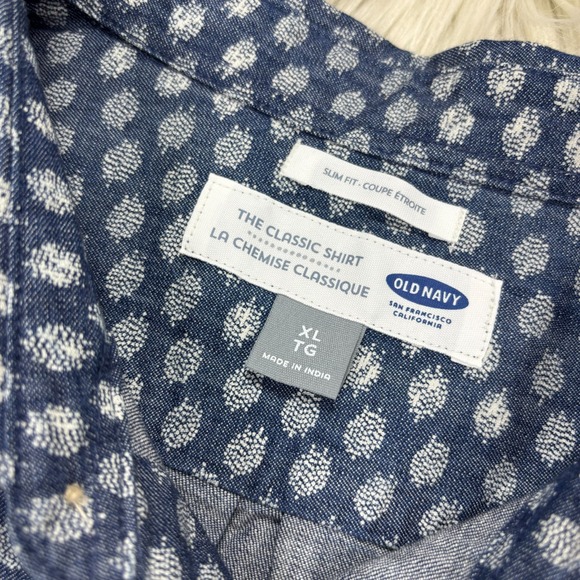 SLIM FIT · COUPE ÉTROITE
THE CLASSIC SHIRT
LA CHEMISE CLASSIQUE
OLD NAVY
SAN FRANCISCO
CALIFORNIA
XL
TG
MADE IN INDIA